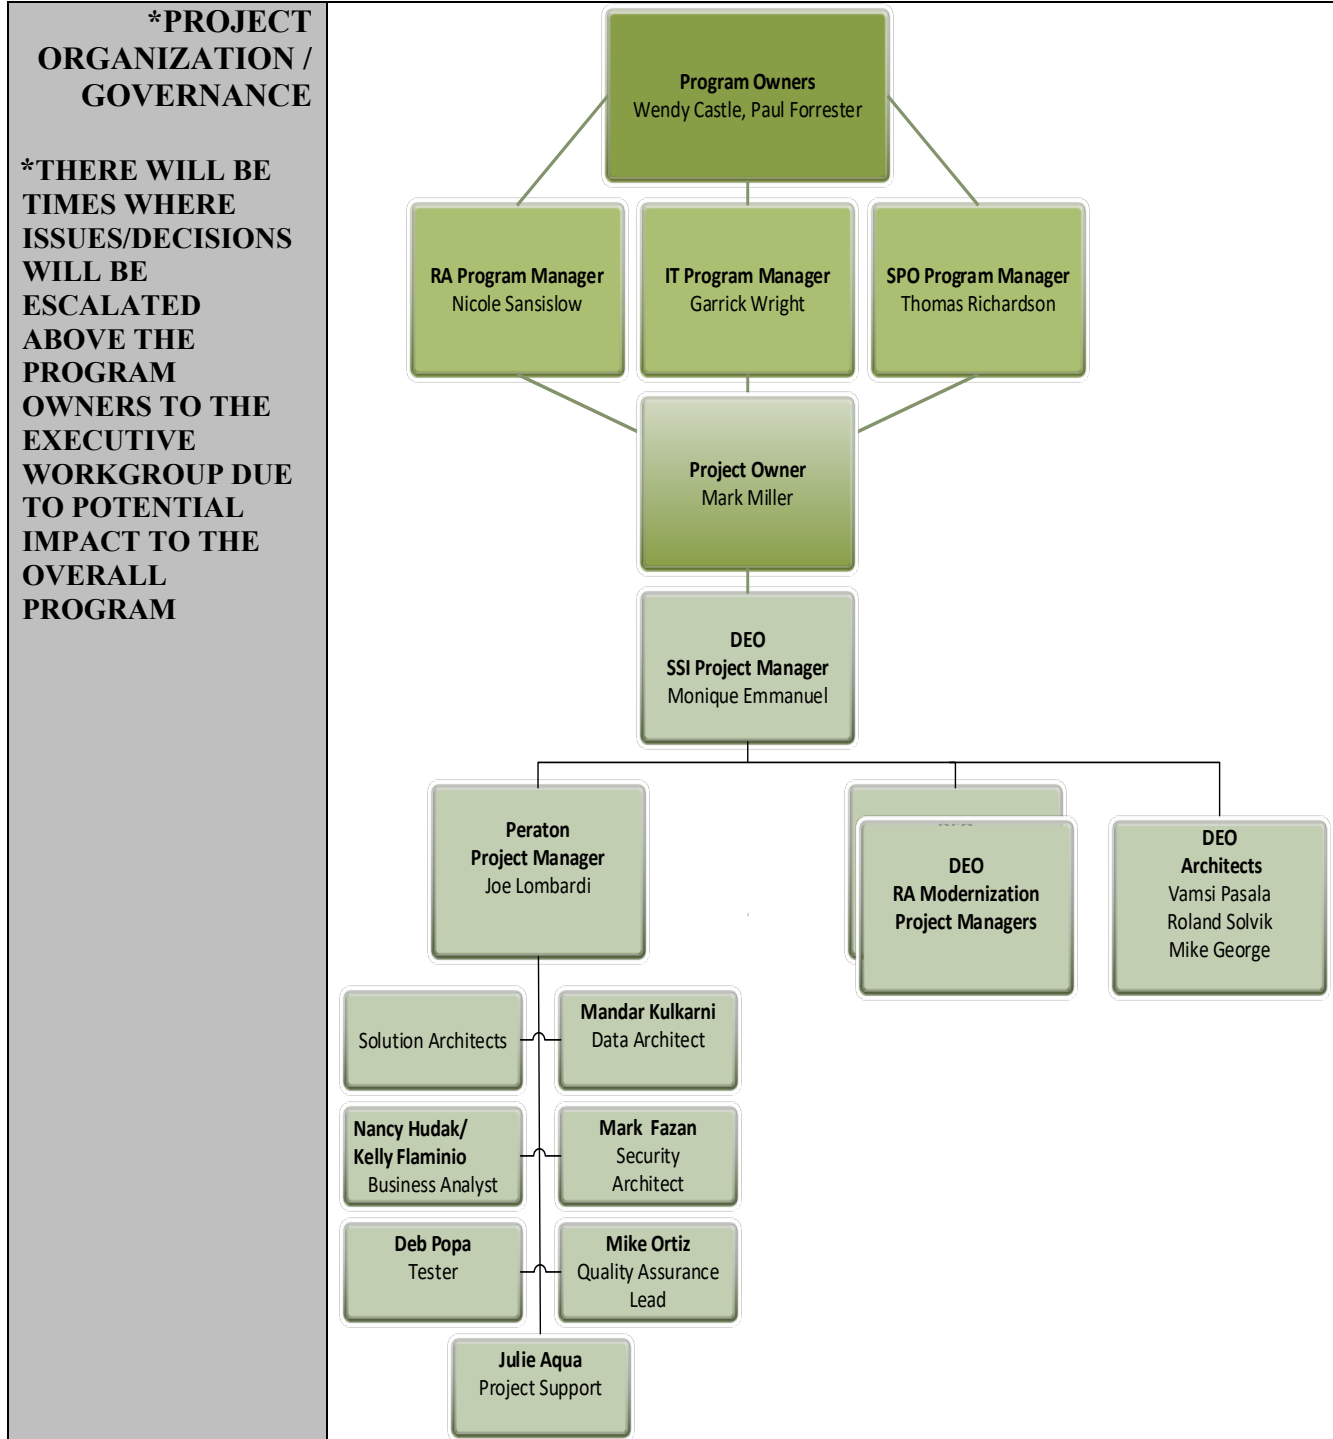 *PROJECT
ORGANIZATION /
GOVERNANCE
*THERE WILL BE
TIMES WHERE
ISSUES/DECISIONS
WILL BE
ESCALATED
ABOVE THE
PROGRAM
OWNERS TO THE
EXECUTIVE
WORKGROUP DUE
TO POTENTIAL
IMPACT TO THE
OVERALL
PROGRAM
Program Owners
Wendy Castle, Paul Forrester
RA Program Manager
Nicole Sansislow
IT Program Manager
Garrick Wright
SPO Program Manager
Thomas Richardson
Project Owner
Mark Miller
DEO
SSI Project Manager
Monique Emmanuel
Peraton
Project Manager
Joe Lombardi
DEO
RA Modernization
Project Managers
DEO
Architects
Vamsi Pasala
Roland Solvik
Mike George
Solution Architects
Mandar Kulkarni
Data Architect
Nancy Hudak/
Kelly Flaminio
Business Analyst
Mark Fazan
Security
Architect
Deb Popa
Tester
Mike Ortiz
Quality Assurance
Lead
Julie Aqua
Project Support